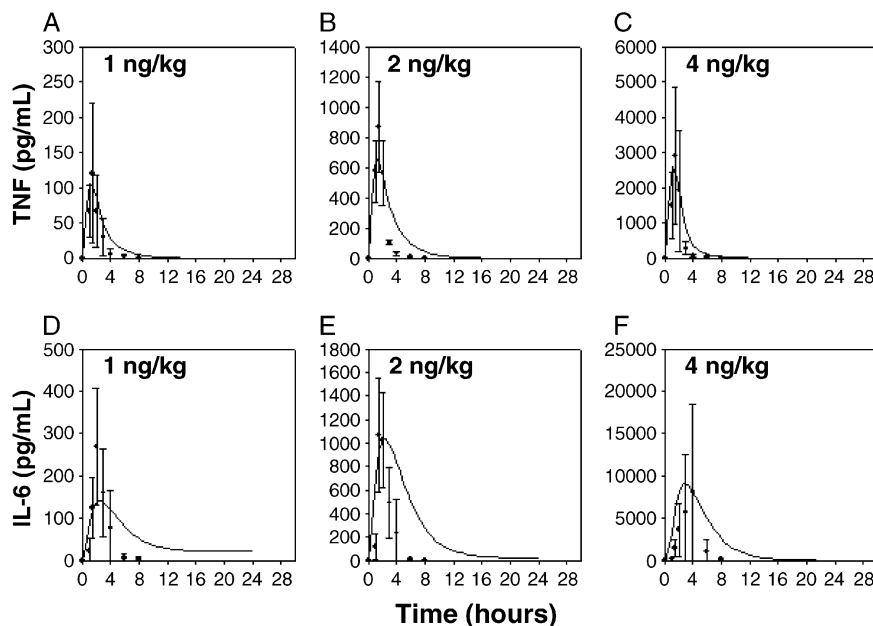 A
B
C
TNF (pg/mL)
1 ng/kg
300
250
200
150
100
50
0
0 4 8 12 16 20 24 28
2 ng/kg
1400
1200
1000
800
600
400
200
0
0 4 8 12 16 20 24 28
4 ng/kg
6000
5000
4000
3000
2000
1000
0
0 4 8 12 16 20 24 28
D
E
F
IL-6 (pg/mL)
1 ng/kg
500
400
300
200
100
0
0 4 8 12 16 20 24 28
2 ng/kg
1800
1600
1400
1200
1000
800
600
400
200
0
0 4 8 12 16 20 24 28
4 ng/kg
25000
20000
15000
10000
5000
0
0 4 8 12 16 20 24 28
Time (hours)